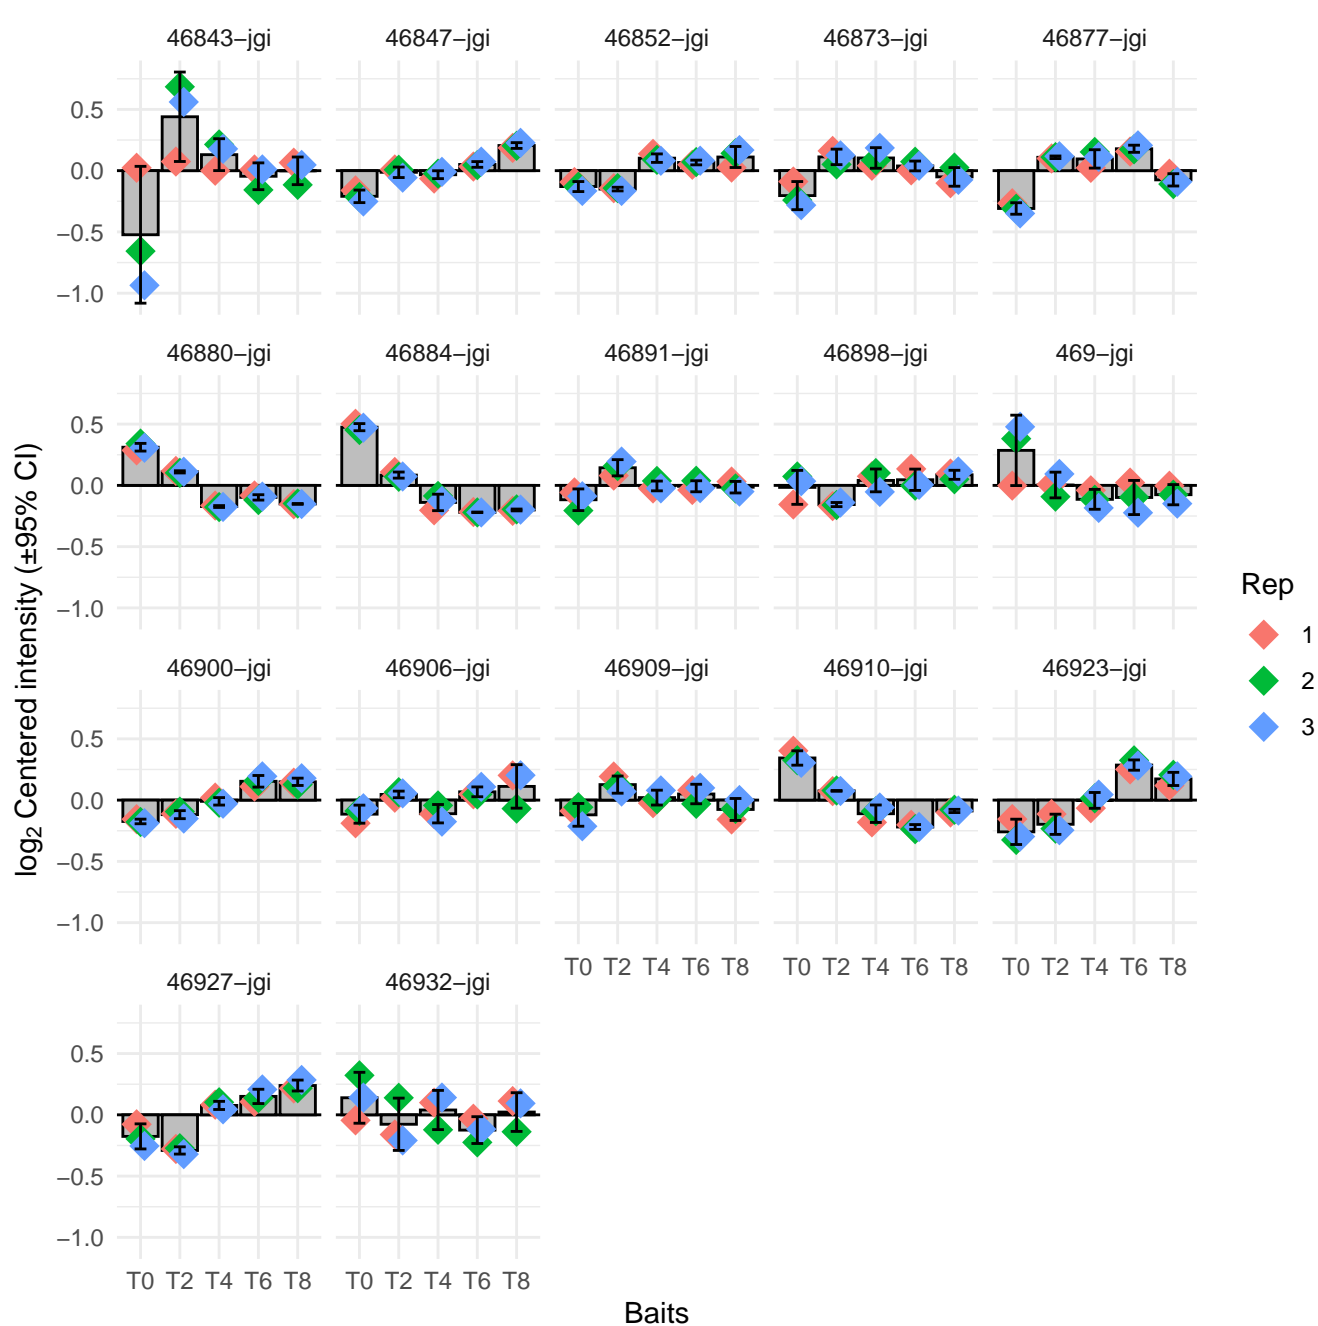 46843−jgi 46847−jgi 46852−jgi 46873−jgi 46877−jgi
0.5
0.0
−0.5
−1.0
46880−jgi 46884−jgi 46891−jgi 46898−jgi 469−jgi
0.5
0.0
−0.5
−1.0
46900−jgi 46906−jgi 46909−jgi 46910−jgi 46923−jgi
0.5
0.0
−0.5
−1.0
T0 T2 T4 T6 T8 T0 T2 T4 T6 T8 T0 T2 T4 T6 T8
46927−jgi 46932−jgi
0.5
0.0
−0.5
−1.0
T0 T2 T4 T6 T8 T0 T2 T4 T6 T8
Baits
log2 Centered intensity (±95% CI)
Rep
1
2
3